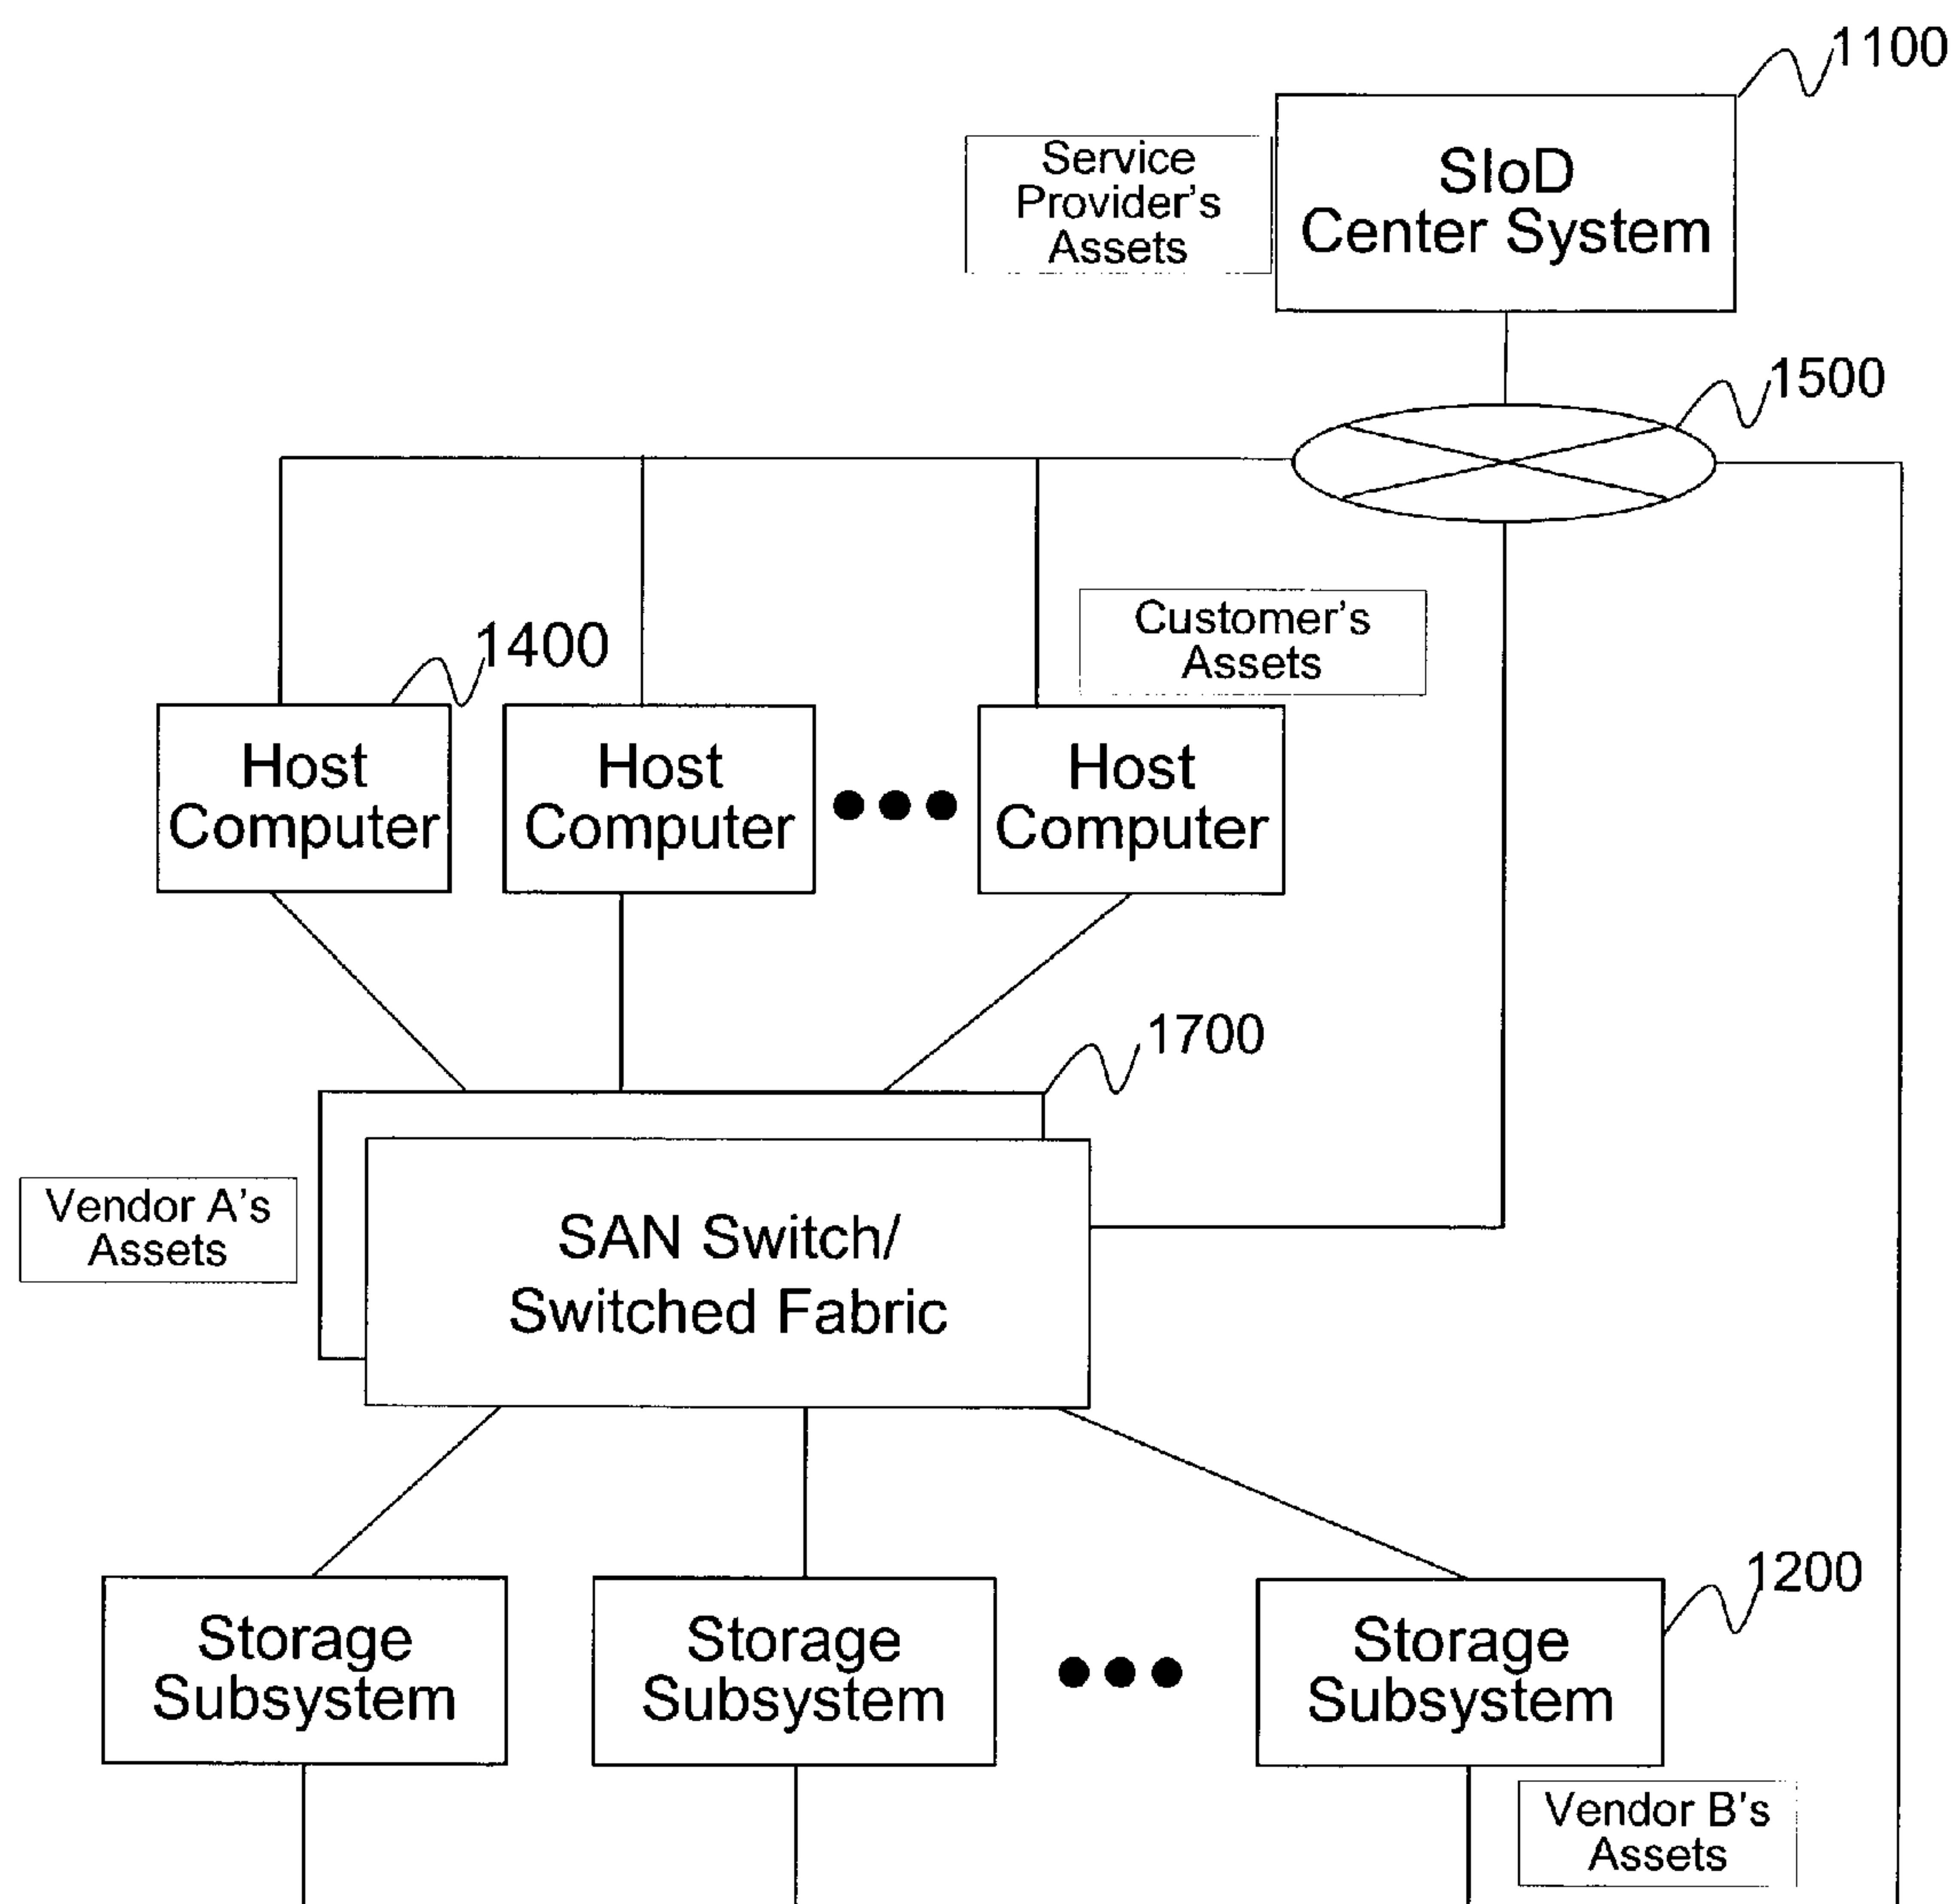 1100
Service
Provider's
Assets
SIoD
Center System
1500
Customer's
Assets
1400
Host
Computer
Host
Computer
Host
Computer
1700
Vendor A's
Assets
SAN Switch/
Switched Fabric
1200
Storage
Subsystem
Storage
Subsystem
Storage
Subsystem
Vendor B's
Assets